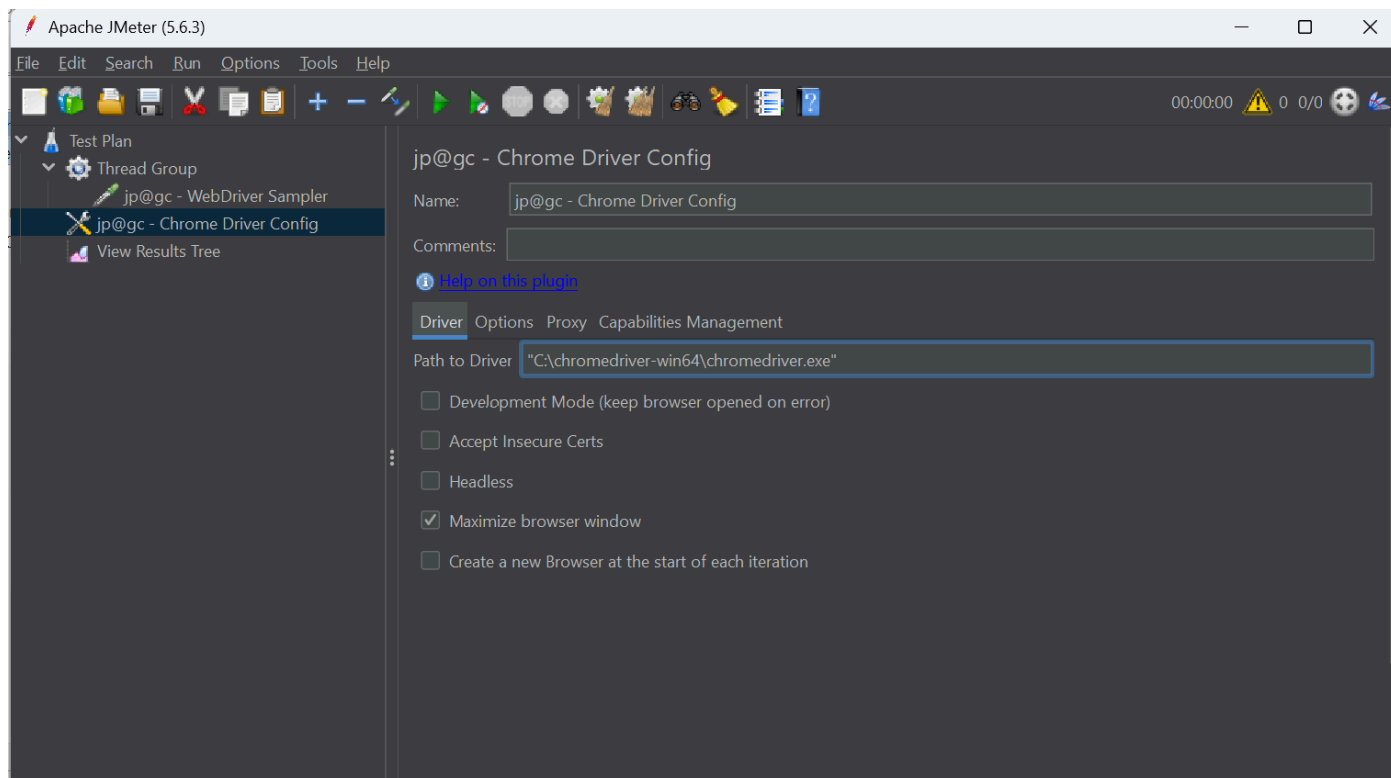 Apache JMeter (5.6.3)
File Edit Search Run Options Tools Help
STOP
00:00:00 0 0/0
Test Plan
Thread Group
jp@gc - WebDriver Sampler
jp@gc - Chrome Driver Config
View Results Tree
jp@gc - Chrome Driver Config
Name: jp@gc - Chrome Driver Config
Comments:
Help on this plugin
Driver Options Proxy Capabilities Management
Path to Driver "C:\chromedriver-win64\chromedriver.exe"
Development Mode (keep browser opened on error)
Accept Insecure Certs
Headless
Maximize browser window
Create a new Browser at the start of each iteration